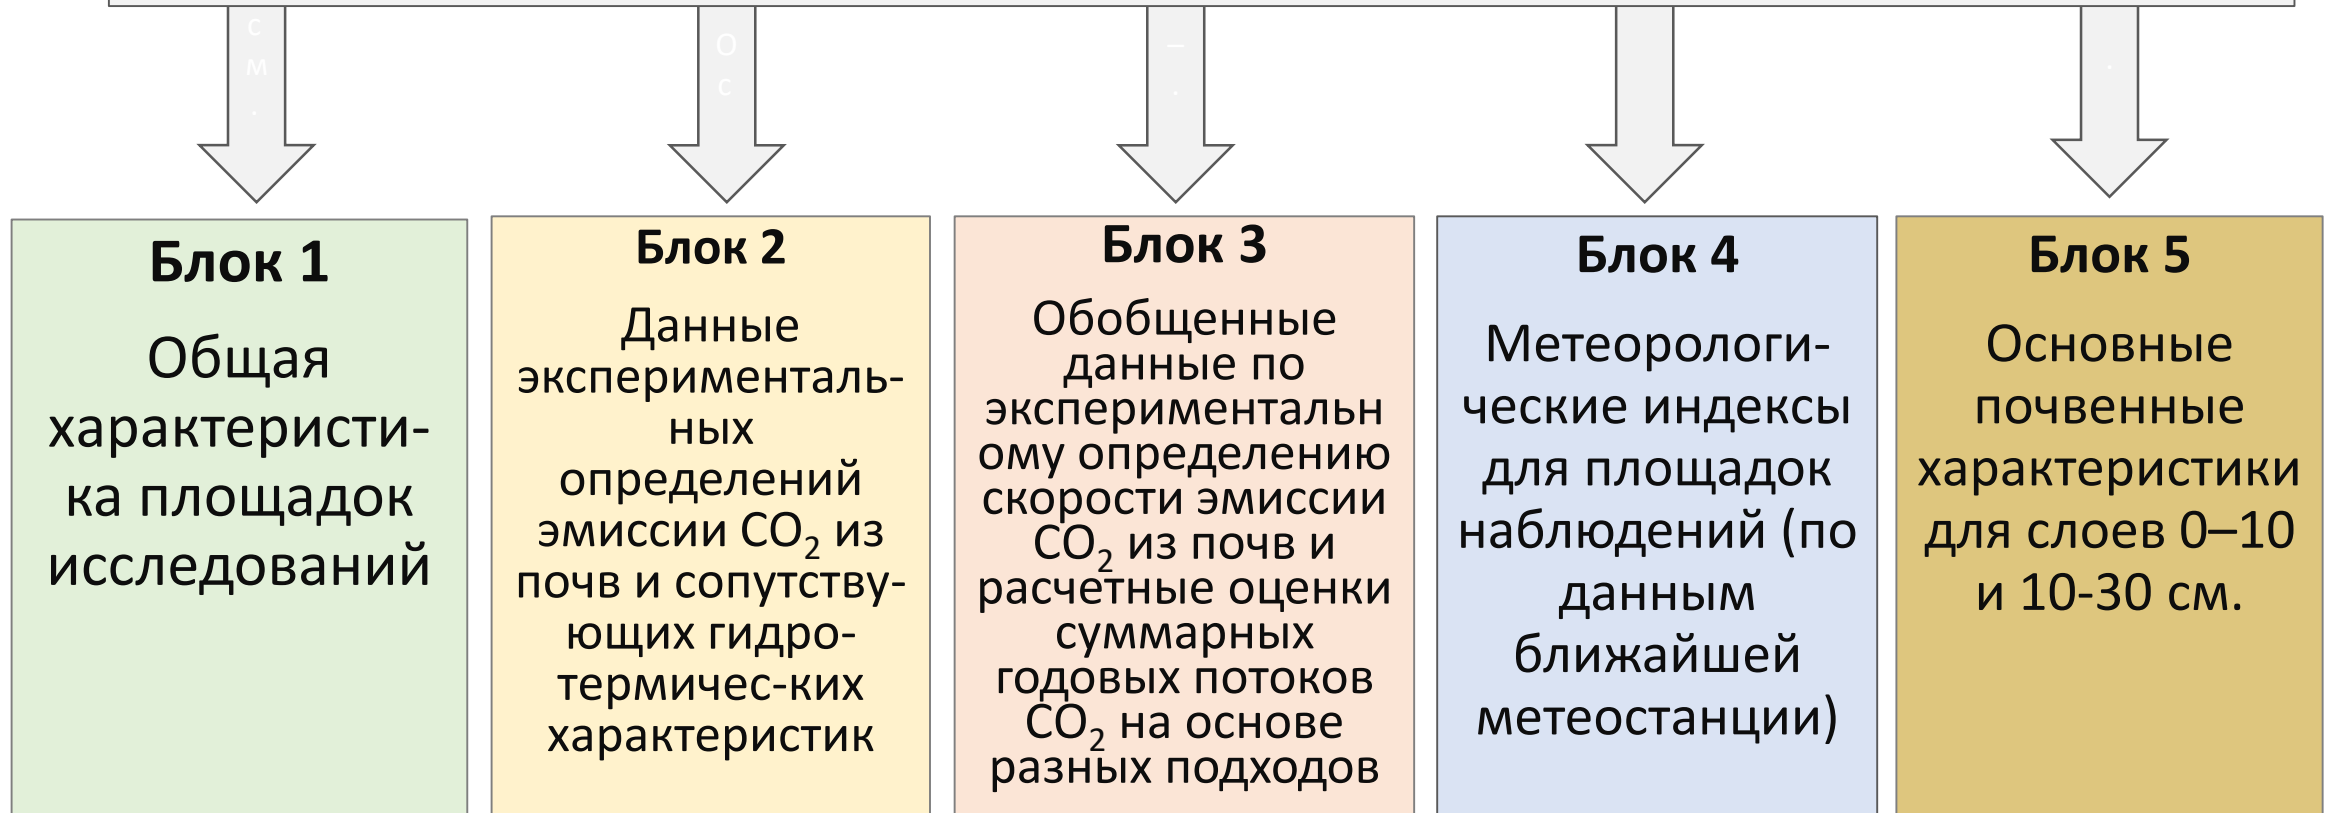 с
м
.
О
с
–
.
.
Блок 1
Общая
характеристи-
ка площадок
исследований
Блок 2
Данные
эксперименталь-
ных
определений
эмиссии CO₂ из
почв и сопутству-
ющих гидро-
термичес-ких
характеристик
Блок 3
Обобщенные
данные по
экспериментальн
ому определению
скорости эмиссии
CO₂ из почв и
расчетные оценки
суммарных
годовых потоков
CO₂ на основе
разных подходов
Блок 4
Метеорологи-
ческие индексы
для площадок
наблюдений (по
данным
ближайшей
метеостанции)
Блок 5
Основные
почвенные
характеристики
для слоев 0–10
и 10-30 см.